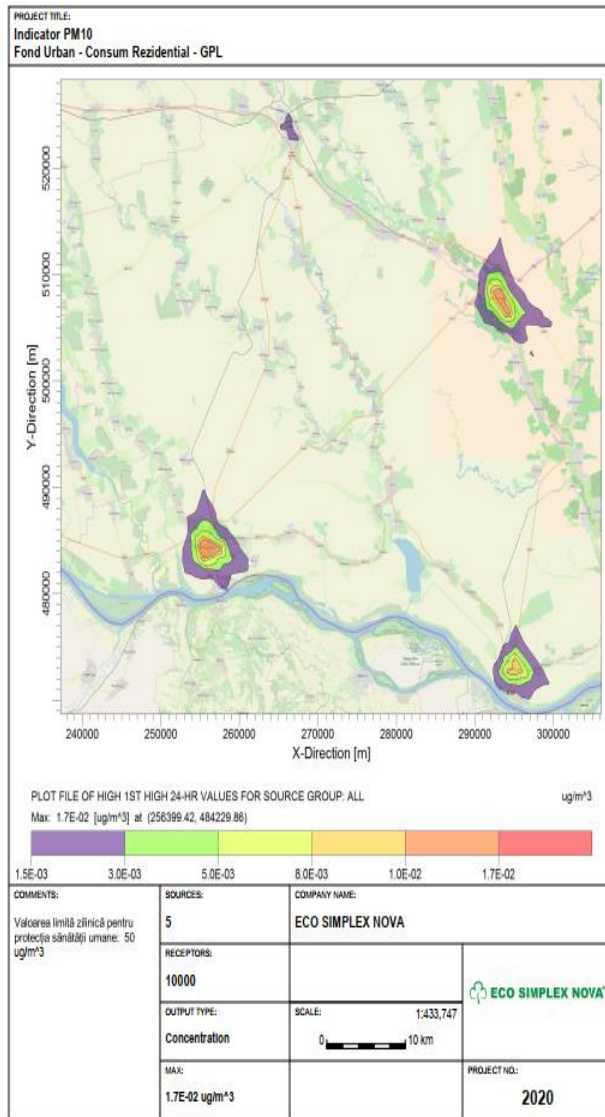 PROJECT TITLE:
Indicator PM10
Fond Urban - Consum Rezidential - GPL
Y-Direction [m]
520000
510000
500000
490000
480000
240000 250000 260000 270000 280000 290000 300000
X-Direction [m]
PLOT FILE OF HIGH 1ST HIGH 24-HR VALUES FOR SOURCE GROUP: ALL
ug/m^3
Max: 1.7E-02 [ug/m^3] at (256399.42, 484229.86)
1.5E-03 3.0E-03 5.0E-03 8.0E-03 1.0E-02 1.7E-02
COMMENTS:
Valoarea limită zilinică pentru
protecția sănătății umane: 50
ug/m^3
SOURCES:
5
COMPANY NAME:
ECO SIMPLEX NOVA
RECEPTORS:
10000
OUTPUT TYPE:
Concentration
SCALE:
1:433,747
0 10 km
ECO SIMPLEX NOVA
MAX:
1.7E-02 ug/m^3
PROJECT NO.:
2020